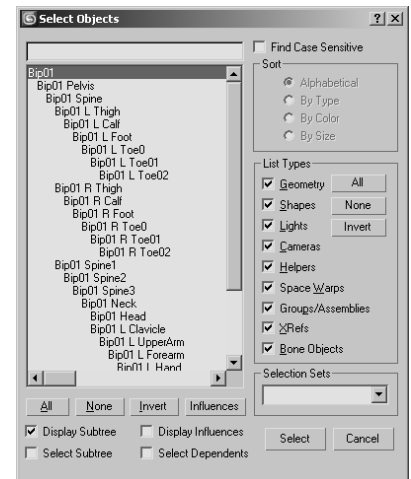 Select Objects
Find Case Sensitive
Sort
Alphabetical
By Type
By Color
By Size
Bip01
Bip01 Pelvis
Bip01 Spine
Bip01 L Thigh
Bip01 L Calf
Bip01 L Foot
Bip01 L Toe0
Bip01 L Toe01
Bip01 L Toe02
Bip01 R Thigh
Bip01 R Calf
Bip01 R Foot
Bip01 R Toe0
Bip01 R Toe01
Bip01 R Toe02
Bip01 Spine1
Bip01 Spine2
Bip01 Spine3
Bip01 Neck
Bip01 Head
Bip01 L Clavicle
Bip01 L UpperArm
Bip01 L Forearm
Bip01 L Hand
List Types
Geometry All
Shapes None
Lights Invert
Cameras
Helpers
Space Warps
Groups/Assemblies
XRefs
Bone Objects
Selection Sets
All None Invert Influences
Display Subtree Display Influences
Select Subtree Select Dependents
Select Cancel